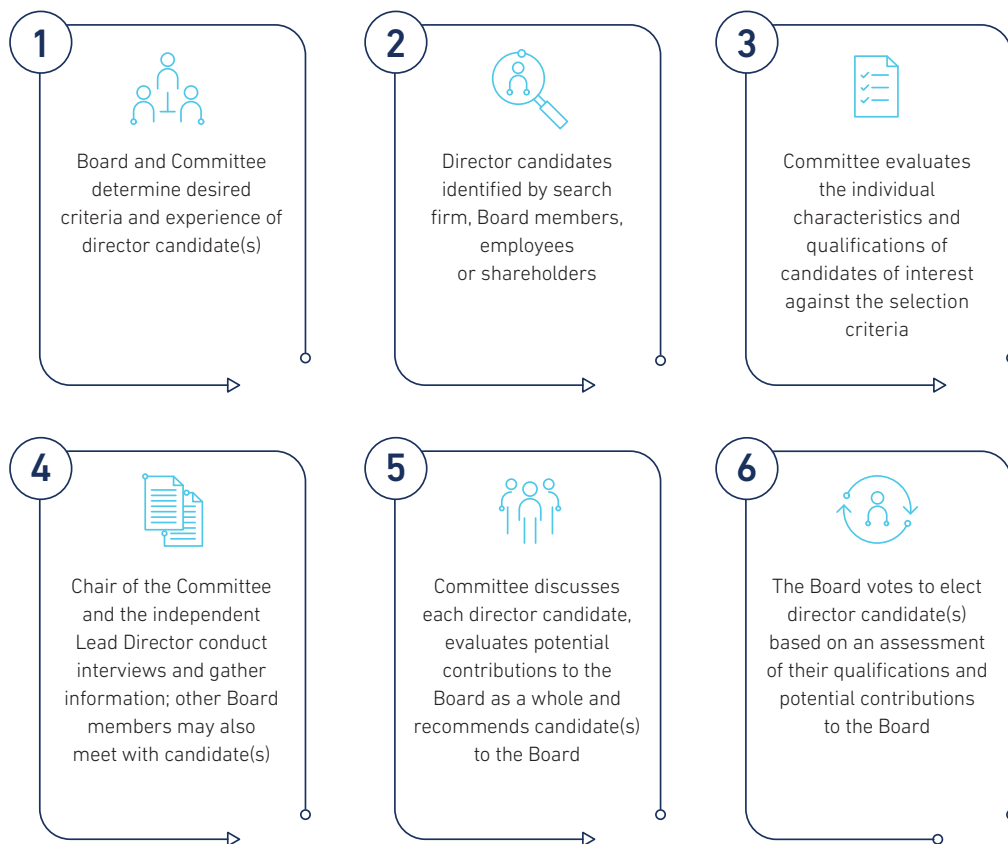 1
Board and Committee
determine desired
criteria and experience of
director candidate(s)
2
Director candidates
identified by search
firm, Board members,
employees
or shareholders
3
Committee evaluates
the individual
characteristics and
qualifications of
candidates of interest
against the selection
criteria
4
Chair of the Committee
and the independent
Lead Director conduct
interviews and gather
information; other Board
members may also
meet with candidate(s)
5
Committee discusses
each director candidate,
evaluates potential
contributions to the
Board as a whole and
recommends candidate(s)
to the Board
6
The Board votes to elect
director candidate(s)
based on an assessment
of their qualifications and
potential contributions
to the Board